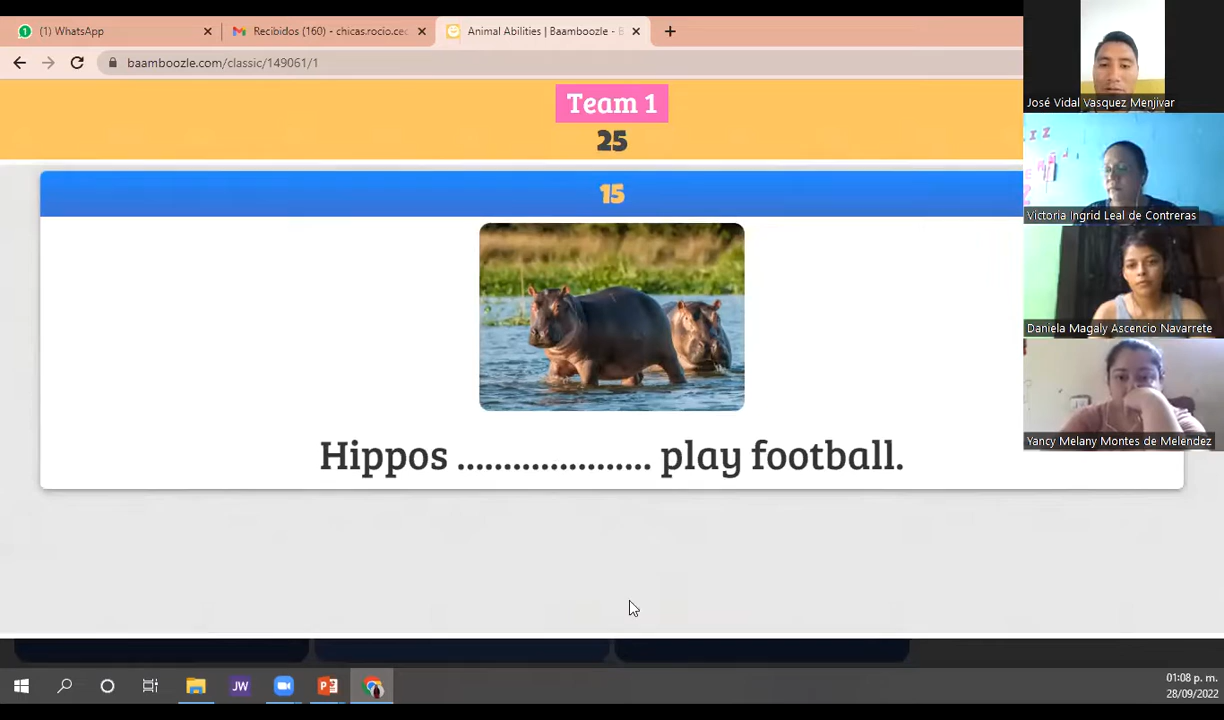 (1) WhatsApp
Recibidos (160) - chicas.rocio.ce
Animal Abilities | Baamboozle -
baamboozle.com/classic/149061/1
Team 1
25
15
Hippos ..................... play football.
José Vidal Vasquez Menjivar
Victoria Ingrid Leal de Contreras
Daniela Magaly Ascencio Navarrete
Yancy Melany Montes de Melendez
JW
01:08 p. m.
28/09/2022